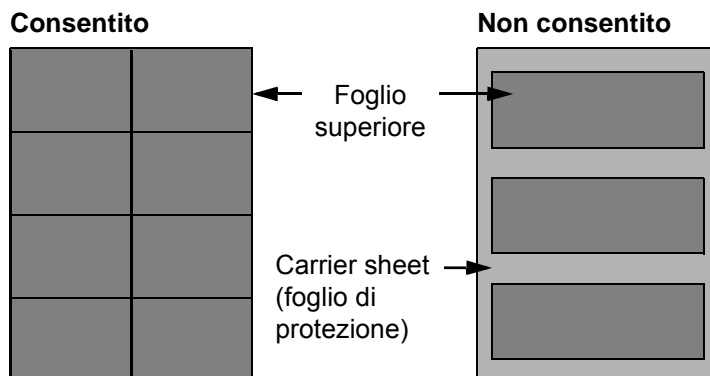 Consentito
Non consentito
Foglio
superiore
Carrier sheet
(foglio di
protezione)